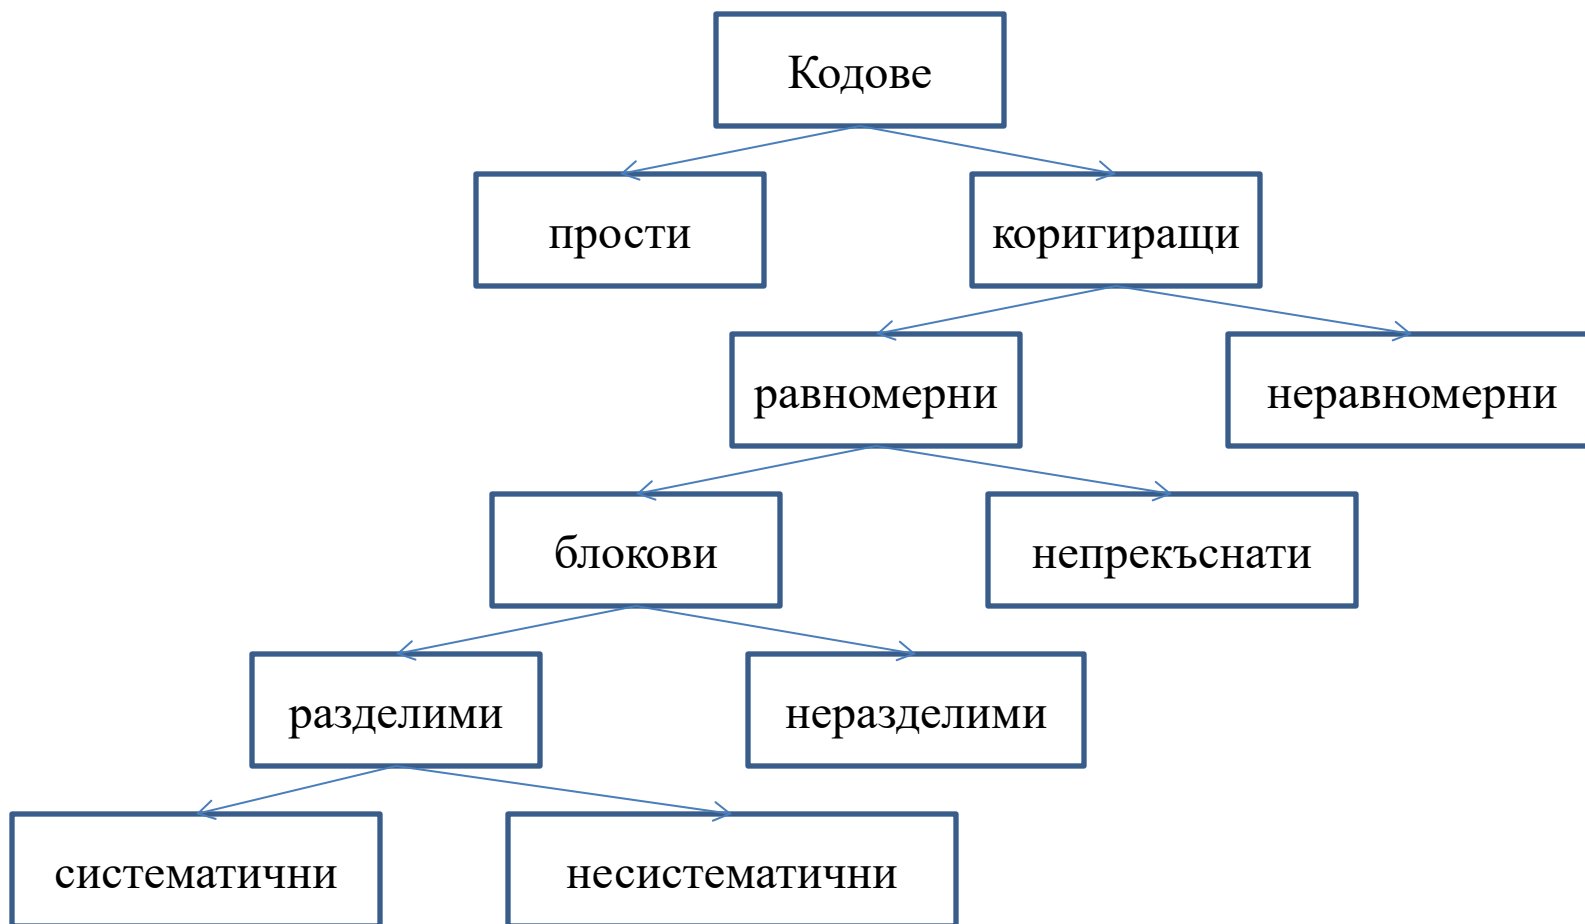 Кодове
прости
коригиращи
равномерни
неравномерни
блокови
непрекъснати
разделими
неразделими
систематични
несистематични